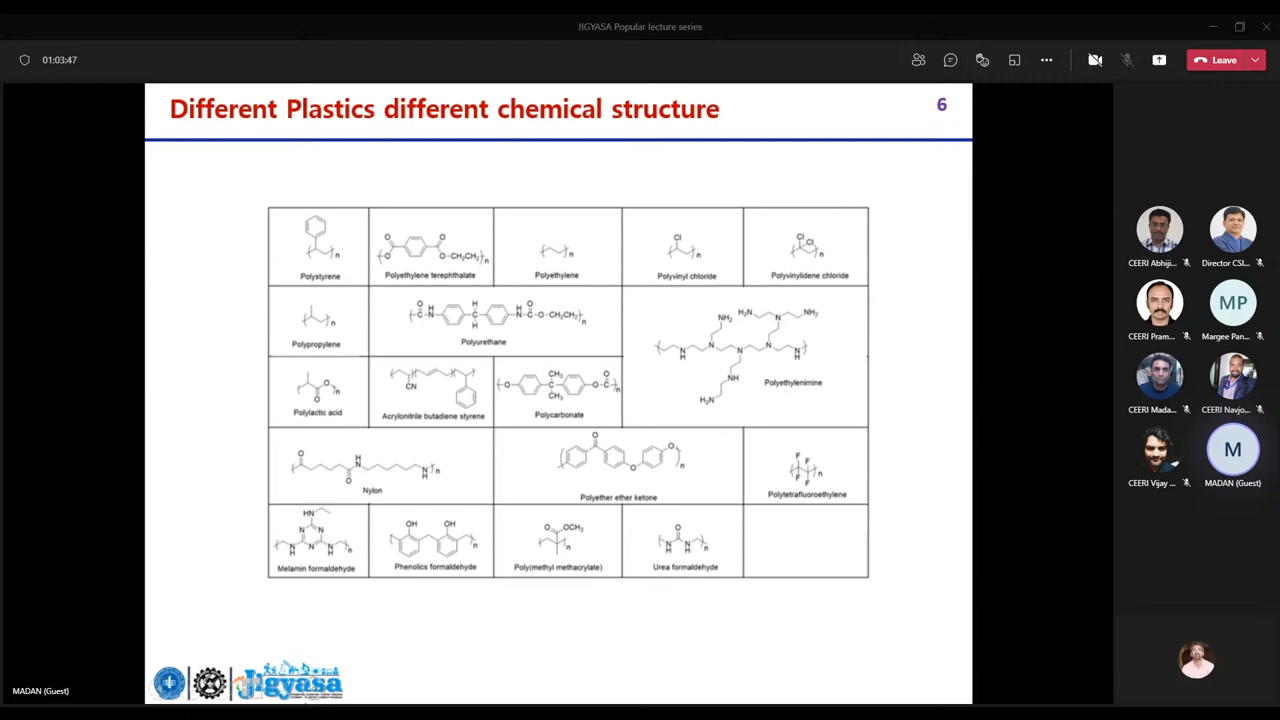 JIGYASA Popular lecture series
01:03:47
Leave
Different Plastics different chemical structure
6
Polystyrene
Polyethylene terephthalate
Polyethylene
Polyvinyl chloride
Polyvinylidene chloride
Polypropylene
Polyurethane
Polyethylenimine
Polylactic acid
Acrylonitrile butadiene styrene
Polycarbonate
Nylon
Polyether ether ketone
Polytetrafluoroethylene
Melamin formaldehyde
Phenolics formaldehyde
Poly(methyl methacrylate)
Urea formaldehyde
Jigyasa
MADAN (Guest)
CEERI Abhiji...
Director CSI...
MP
CEERI Pram...
Margee Pan...
CEERI Mada...
CEERI Navjo...
M
CEERI Vijay ...
MADAN (Guest)